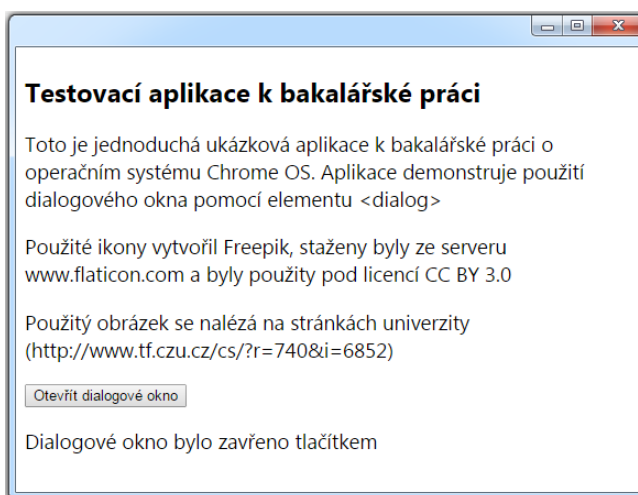 Testovací aplikace k bakalářské práci
Toto je jednoduchá ukázková aplikace k bakalářské práci o
operačním systému Chrome OS. Aplikace demonstruje použití
dialogového okna pomocí elementu <dialog>
Použité ikony vytvořil Freepik, staženy byly ze serveru
www.flaticon.com a byly použity pod licencí CC BY 3.0
Použitý obrázek se nalézá na stránkách univerzity
(http://www.tf.czu.cz/cs/?r=740&i=6852)
Otevřít dialogové okno
Dialogové okno bylo zavřeno tlačítkem